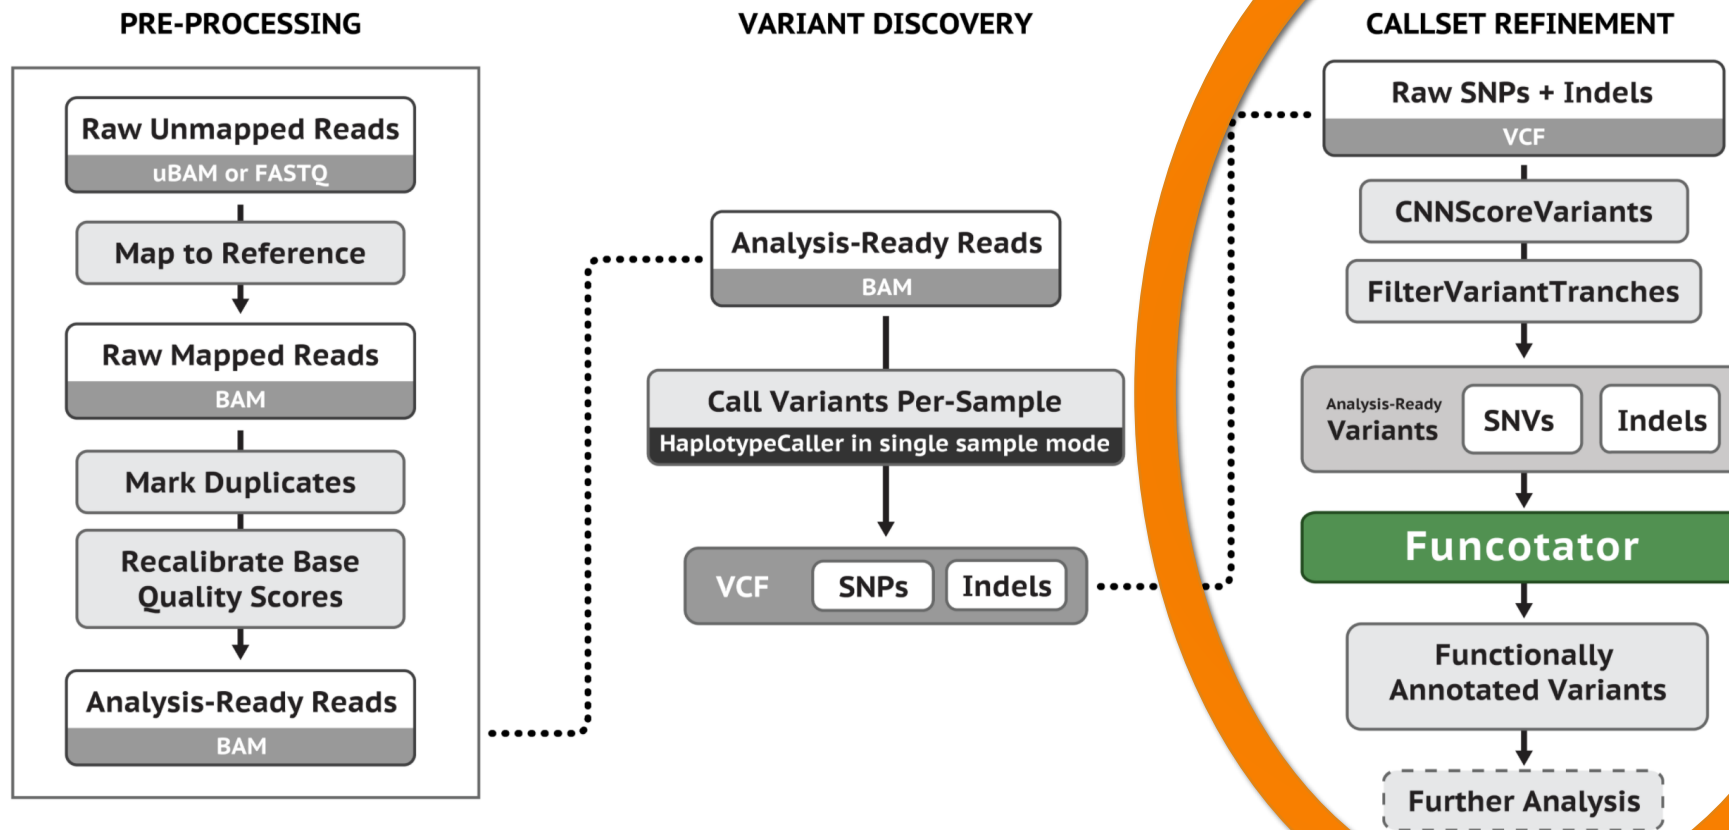 PRE-PROCESSING
Raw Unmapped Reads
uBAM or FASTQ
Map to Reference
Raw Mapped Reads
BAM
Mark Duplicates
Recalibrate Base
Quality Scores
Analysis-Ready Reads
BAM
VARIANT DISCOVERY
Analysis-Ready Reads
BAM
Call Variants Per-Sample
HaplotypeCaller in single sample mode
VCF SNPs Indels
CALLSET REFINEMENT
Raw SNPs + Indels
VCF
CNNScoreVariants
FilterVariantTranches
Analysis-Ready
Variants SNVs Indels
Funcotator
Functionally
Annotated Variants
Further Analysis